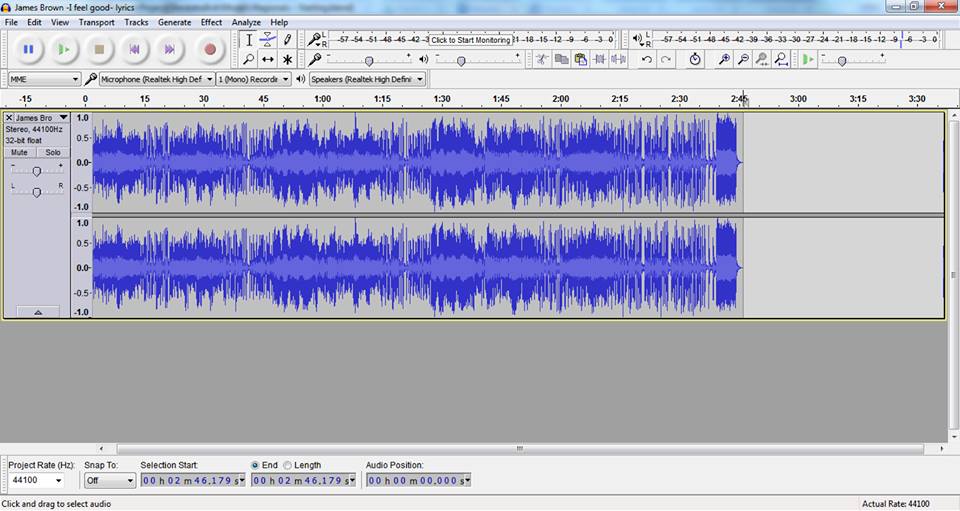 James Brown -I feel good- lyrics
File Edit View Transport Tracks Generate Effect Analyze Help
L R -57 -54 -51 -48 -45 -42 -3 Click to Start Monitoring !1 -18 -15 -12 -9 -6 -3 0
L R -57 -54 -51 -48 -45 -42 -39 -36 -33 -30 -27 -24 -21 -18 -15 -12 -9 -6 -3 0
MME Microphone (Realtek High Def 1 (Mono) Recordin Speakers (Realtek High Defini
-15 0 15 30 45 1:00 1:15 1:30 1:45 2:00 2:15 2:30 2:45 3:00 3:15 3:30
James Bro
Stereo, 44100Hz
32-bit float
Mute Solo
- +
L R
1.0
0.5-
0.0-
-0.5-
-1.0
1.0
0.5-
0.0-
-0.5-
-1.0
Project Rate (Hz): Snap To: Selection Start: End Length Audio Position:
44100 Off 00 h 02 m 46.179 s 00 h 02 m 46.179 s 00 h 00 m 00.000 s
Click and drag to select audio Actual Rate: 44100